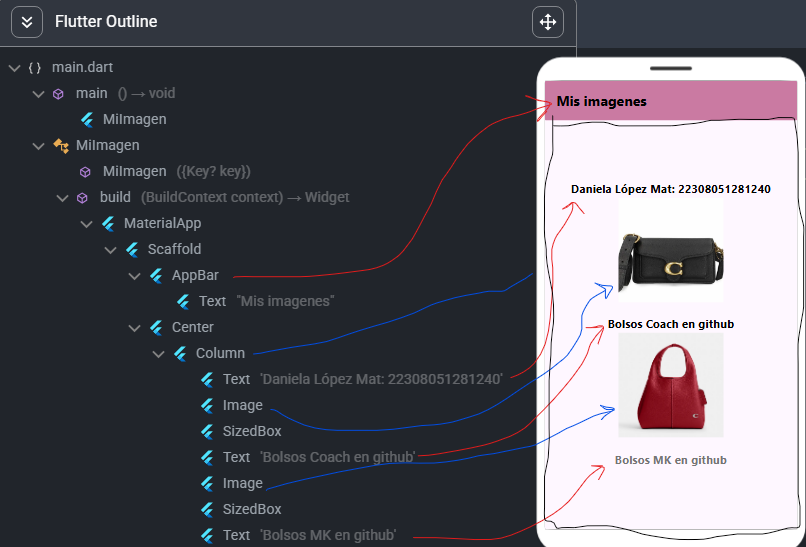 Flutter Outline
main.dart
main () → void
MiImagen
MiImagen
MiImagen ({Key? key})
build (BuildContext context) → Widget
MaterialApp
Scaffold
AppBar
Text "Mis imagenes"
Center
Column
Text 'Daniela López Mat: 22308051281240'
Image
SizedBox
Text 'Bolsos Coach en github'
Image
SizedBox
Text 'Bolsos MK en github'
Mis imagenes
Daniela López Mat: 22308051281240
Bolsos Coach en github
Bolsos MK en github